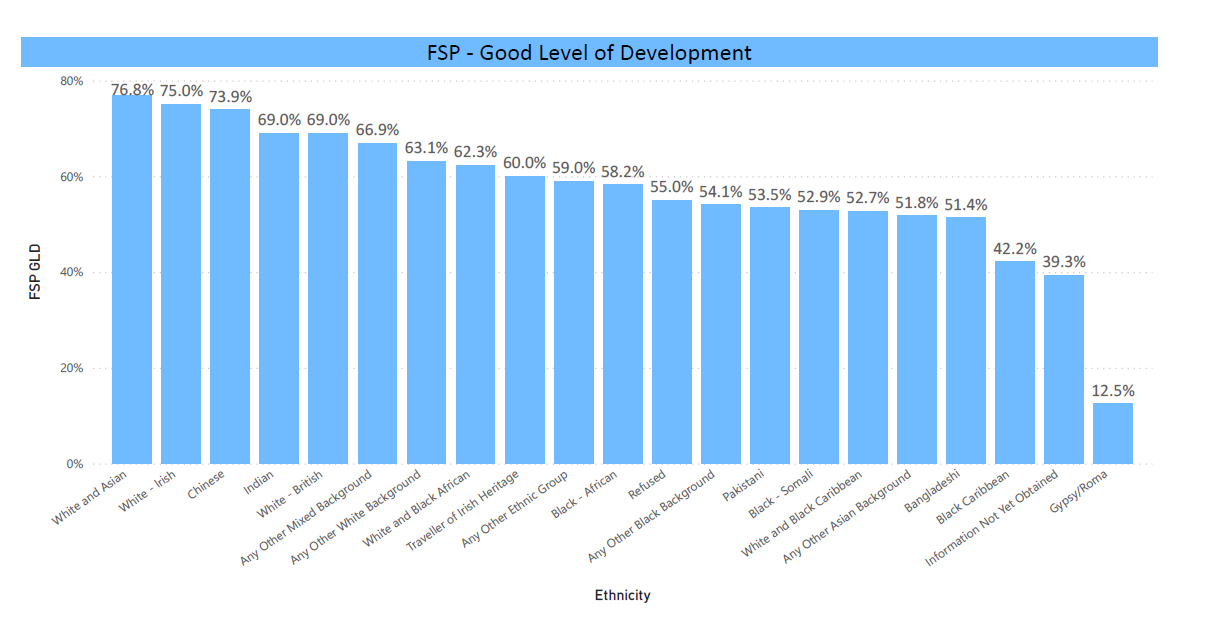 FSP - Good Level of Development
80%
60%
40%
20%
0%
FSP GLD
76.8% 75.0% 73.9% 69.0% 69.0% 66.9% 63.1% 62.3% 60.0% 59.0% 58.2% 55.0% 54.1% 53.5% 52.9% 52.7% 51.8% 51.4% 42.2% 39.3% 12.5%
White and Asian
White - Irish
Chinese
Indian
White - British
Any Other Mixed Background
Any Other White Background
White and Black African
Traveller of Irish Heritage
Any Other Ethnic Group
Black - African
Refused
Any Other Black Background
Pakistani
Black - Somali
White and Black Caribbean
Any Other Asian Background
Bangladeshi
Black Caribbean
Information Not Yet Obtained
Gypsy/Roma
Ethnicity